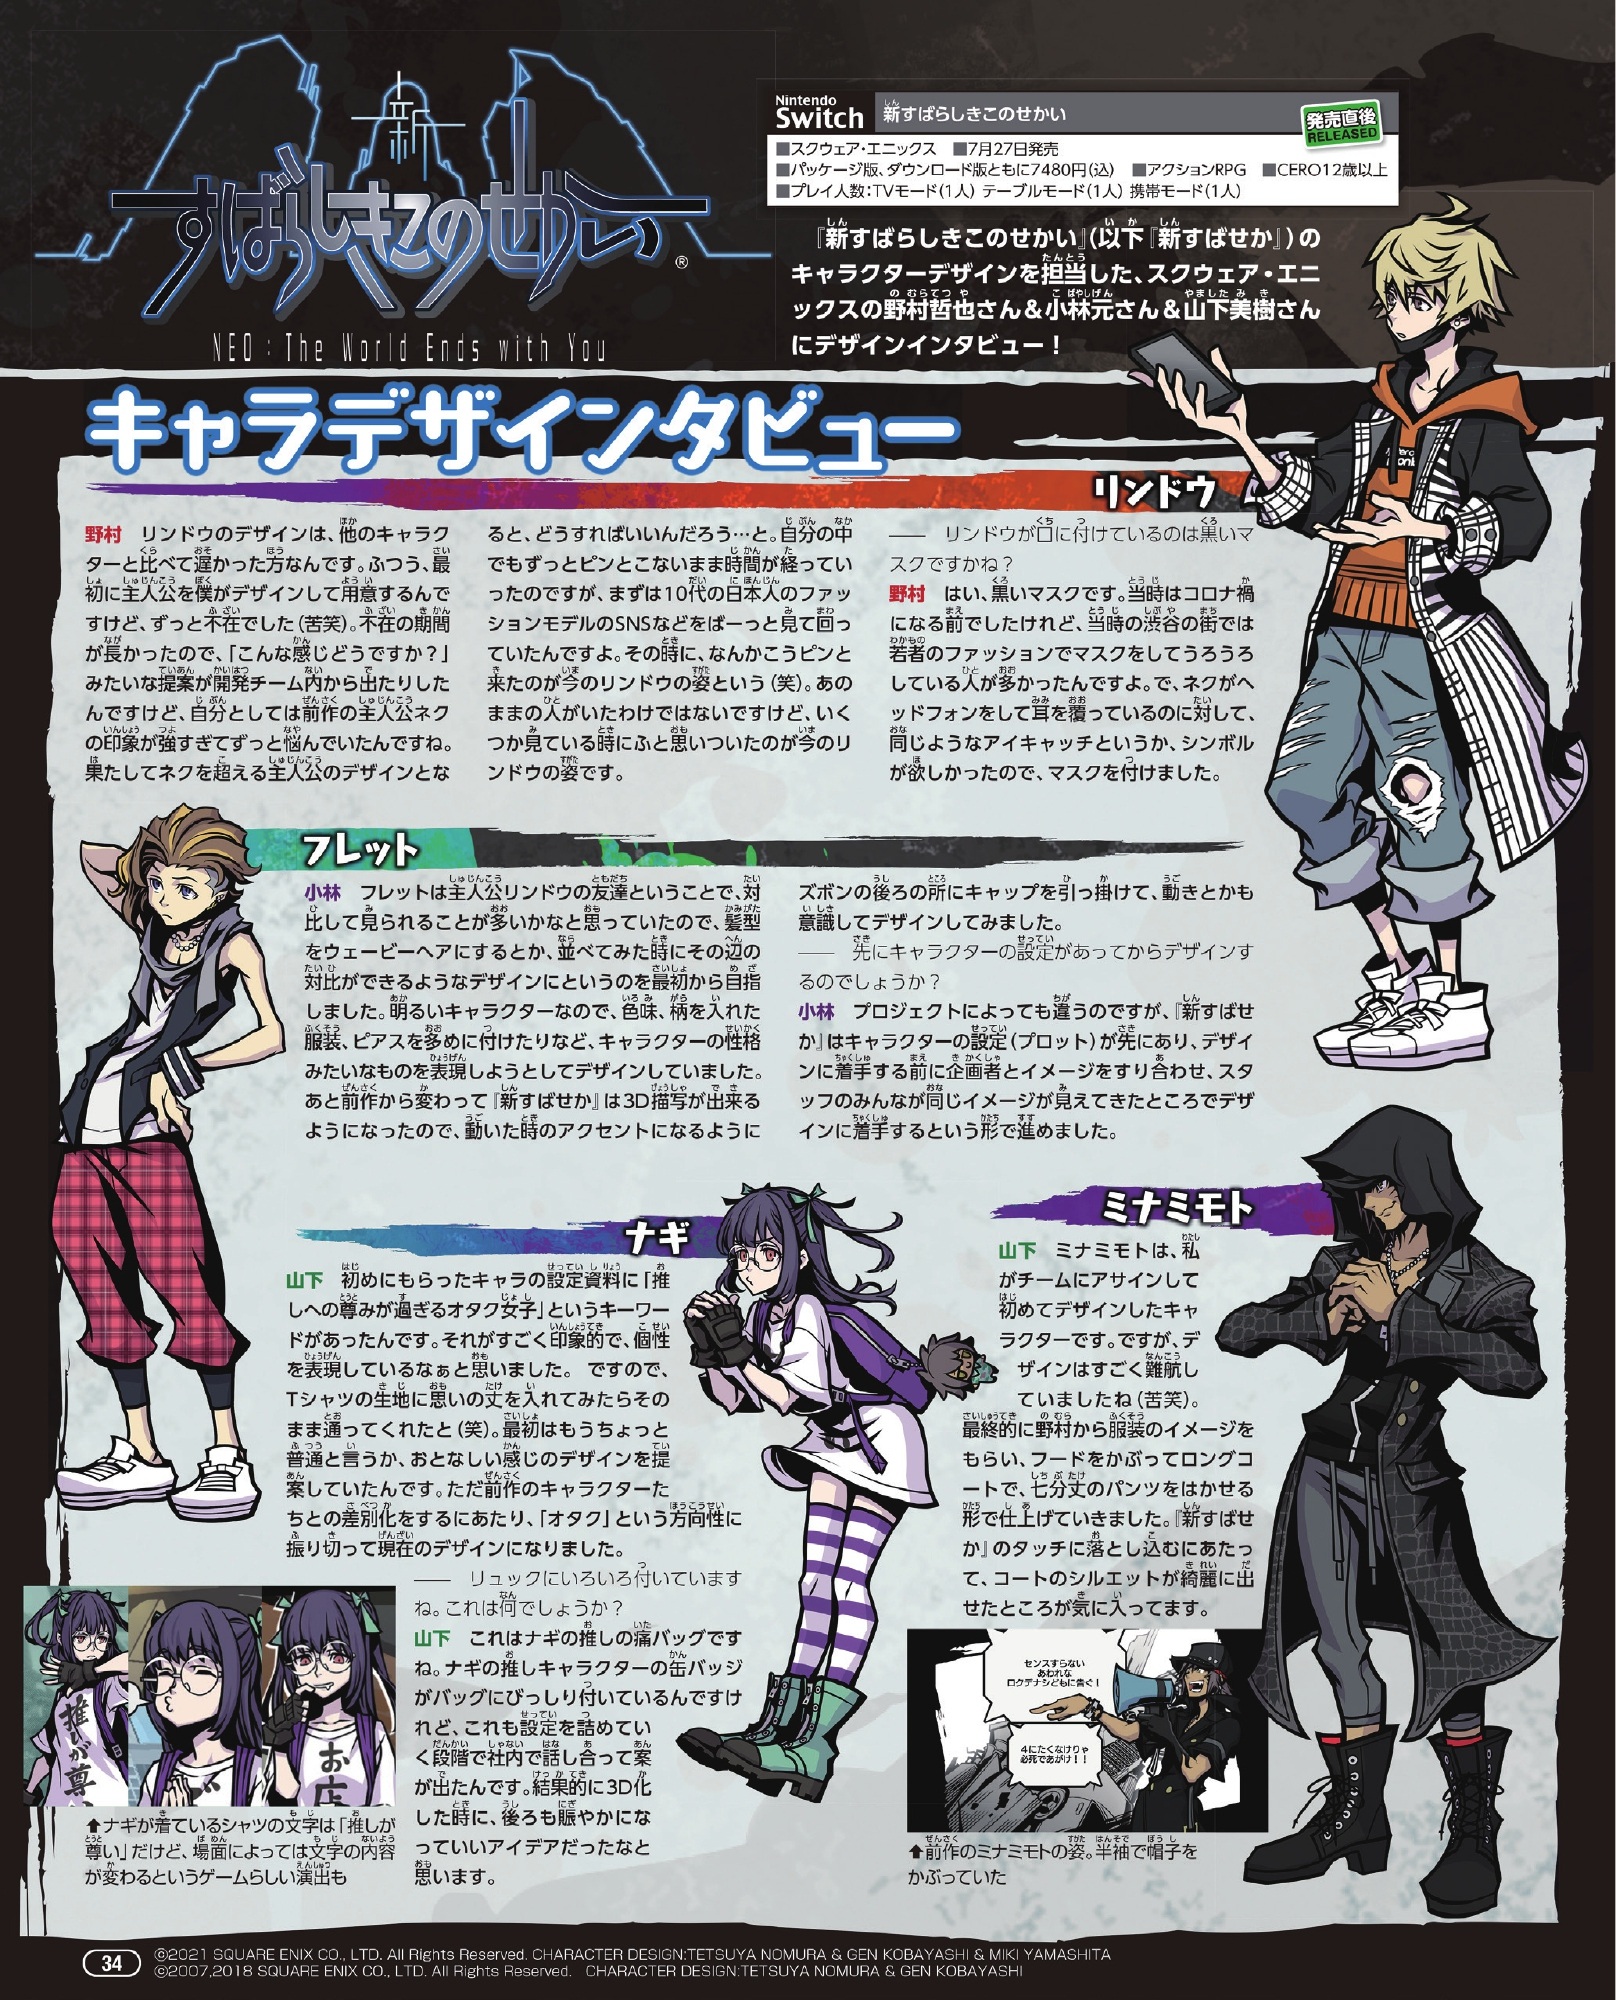 新
すばらしきこのせかい®
NEO : The World Ends with You
Nintendo
Switch
新すばらしきこのせかい
発売直後
RELEASED
■スクウェア・エニックス ■7月27日発売
■パッケージ版、ダウンロード版ともに7480円(込) ■アクションRPG ■CERO12歳以上
■プレイ人数:TVモード(1人) テーブルモード(1人) 携帯モード(1人)
『新すばらしきこのせかい』(以下『新すばせか』)の
キャラクターデザインを担当した、スクウェア・エニ
ックスの野村哲也さん&小林元さん&山下美樹さん
にデザインインタビュー!
キャラデザインタビュー
リンドウ
野村 リンドウのデザインは、他のキャラク
ターと比べて遅かった方なんです。ふつう、最
初に主人公を僕がデザインして用意するんで
すけど、ずっと不在でした(苦笑)。不在の期間
が長かったので、「こんな感じどうですか?」
みたいな提案が開発チーム内から出たりした
んですけど、自分としては前作の主人公ネク
の印象が強すぎてずっと悩んでいたんですね。
果たしてネクを超える主人公のデザインとな
ると、どうすればいいんだろう…と。自分の中
でもずっとピンとこないまま時間が経ってい
ったのですが、まずは10代の日本人のファッ
ションモデルのSNSなどをばーっと見て回っ
ていたんですよ。その時に、なんかこうピンと
来たのが今のリンドウの姿という(笑)。あの
ままの人がいたわけではないですけど、いく
つか見ている時にふと思いついたのが今のリ
ンドウの姿です。
―― リンドウが口に付けているのは黒いマ
スクですかね?
野村 はい、黒いマスクです。当時はコロナ禍
になる前でしたけれど、当時の渋谷の街では
若者のファッションでマスクをしてうろうろ
している人が多かったんですよ。で、ネクがヘ
ッドフォンをして耳を覆っているのに対して、
同じようなアイキャッチというか、シンボル
が欲しかったので、マスクを付けました。
フレット
小林 フレットは主人公リンドウの友達ということで、対
比して見られることが多いかなと思っていたので、髪型
をウェービーヘアにするとか、並べてみた時にその辺の
対比ができるようなデザインにというのを最初から目指
しました。明るいキャラクターなので、色味、柄を入れた
服装、ピアスを多めに付けたりなど、キャラクターの性格
みたいなものを表現しようとしてデザインしていました。
あと前作から変わって『新すばせか』は3D描写が出来る
ようになったので、動いた時のアクセントになるように
ズボンの後ろの所にキャップを引っ掛けて、動きとかも
意識してデザインしてみました。
―― 先にキャラクターの設定があってからデザインす
るのでしょうか?
小林 プロジェクトによっても違うのですが、『新すばせ
か』はキャラクターの設定(プロット)が先にあり、デザイ
ンに着手する前に企画者とイメージをすり合わせ、スタ
ッフのみんなが同じイメージが見えてきたところでデザ
インに着手するという形で進めました。
ナギ
山下 初めにもらったキャラの設定資料に「推
しへの尊みが過ぎるオタク女子」というキーワー
ドがあったんです。それがすごく印象的で、個性
を表現しているなぁと思いました。 ですので、
Tシャツの生地に思いの丈を入れてみたらその
まま通ってくれたと(笑)。最初はもうちょっと
普通と言うか、おとなしい感じのデザインを提
案していたんです。ただ前作のキャラクターた
ちとの差別化をするにあたり、「オタク」という方向性に
振り切って現在のデザインになりました。
―― リュックにいろいろ付いています
ね。これは何でしょうか?
山下 これはナギの推しの痛バッグです
ね。ナギの推しキャラクターの缶バッジ
がバッグにびっしり付いているんですけ
れど、これも設定を詰めてい
く段階で社内で話し合って案
が出たんです。結果的に3D化
した時に、後ろも賑やかにな
っていいアイデアだったなと
思います。
推しが尊い
お店
⬆ナギが着ているシャツの文字は「推しが
尊い」だけど、場面によっては文字の内容
が変わるというゲームらしい演出も
ミナミモト
山下 ミナミモトは、私
がチームにアサインして
初めてデザインしたキャ
ラクターです。ですが、デ
ザインはすごく難航し
ていましたね(苦笑)。
最終的に野村から服装のイメージを
もらい、フードをかぶってロングコ
ートで、七分丈のパンツをはかせる
形で仕上げていきました。『新すばせ
か』のタッチに落とし込むにあたっ
て、コートのシルエットが綺麗に出
せたところが気に入ってます。
センスすらない
あわれな
ロクデナシどもに告ぐ!
4にたくなけりゃ
必死であがけ!!
⬆前作のミナミモトの姿。半袖で帽子を
かぶっていた
34
©2021 SQUARE ENIX CO., LTD. All Rights Reserved. CHARACTER DESIGN:TETSUYA NOMURA & GEN KOBAYASHI & MIKI YAMASHITA
©2007,2018 SQUARE ENIX CO., LTD. All Rights Reserved. CHARACTER DESIGN:TETSUYA NOMURA & GEN KOBAYASHI